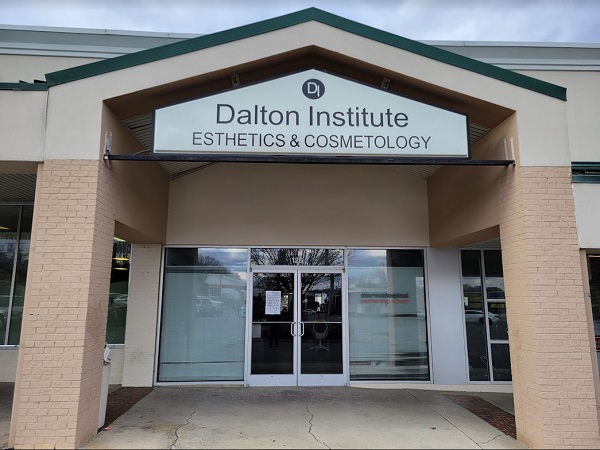 DI
Dalton Institute
ESTHETICS & COSMETOLOGY